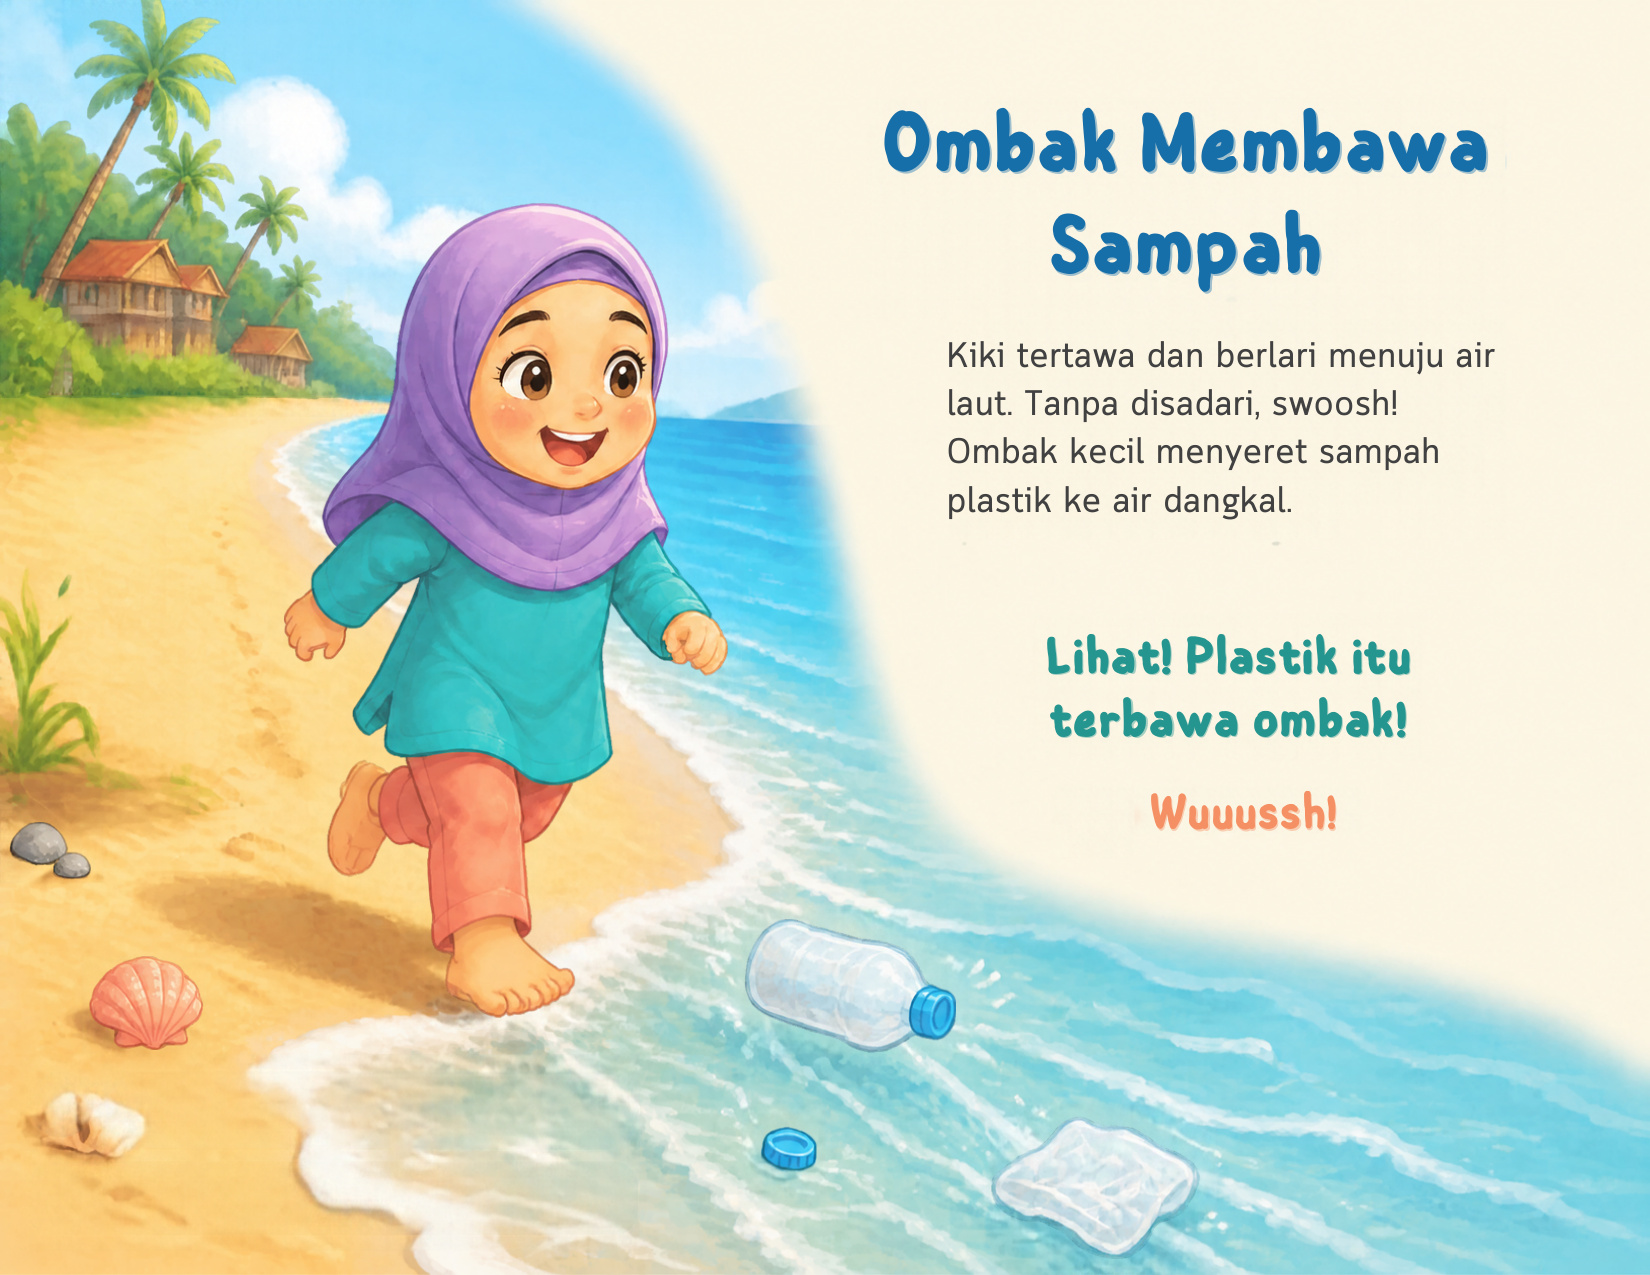 Ombak Membawa
Sampah
Kiki tertawa dan berlari menuju air
laut. Tanpa disadari, swoosh!
Ombak kecil menyeret sampah
plastik ke air dangkal.
Lihat! Plastik itu
terbawa ombak!
Wuuussh!